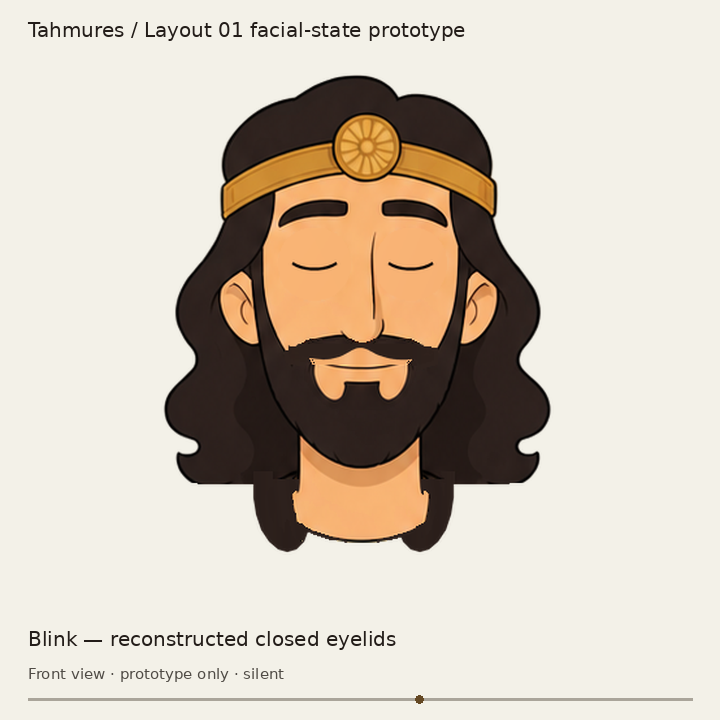 Tahmures / Layout 01 facial-state prototype
Blink — reconstructed closed eyelids
Front view · prototype only · silent